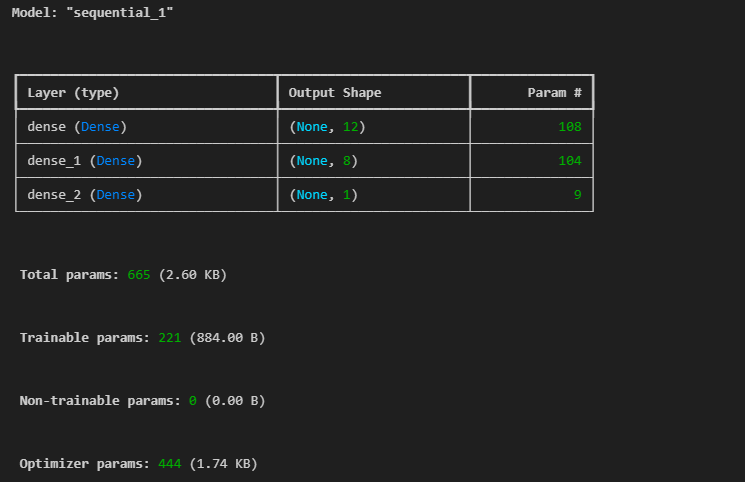 Model: "sequential_1"
Layer (type) Output Shape Param #
dense (Dense) (None, 12) 108
dense_1 (Dense) (None, 8) 104
dense_2 (Dense) (None, 1) 9
Total params: 665 (2.60 KB)
Trainable params: 221 (884.00 B)
Non-trainable params: 0 (0.00 B)
Optimizer params: 444 (1.74 KB)